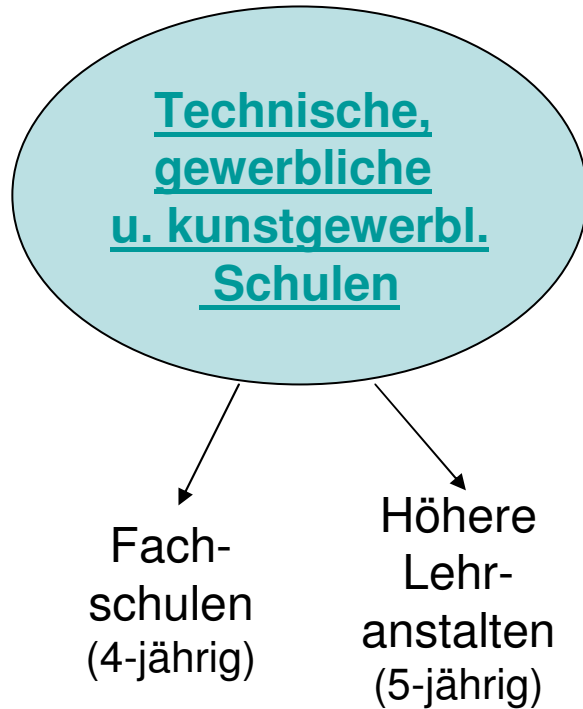 Technische,
gewerbliche
u. kunstgewerbl.
Schulen
Fach-
schulen
(4-jährig)
Höhere
Lehr-
anstalten
(5-jährig)